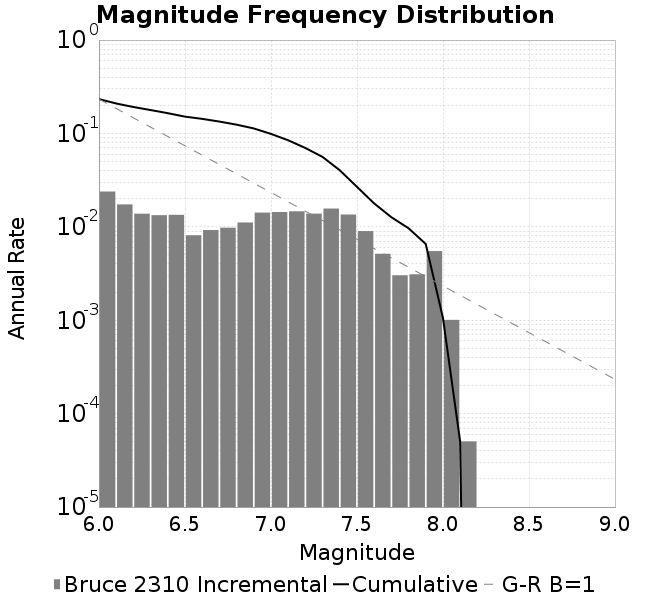 Magnitude Frequency Distribution
10^0
10^-1
10^-2
10^-3
10^-4
10^-5
Annual Rate
6.0 6.5 7.0 7.5 8.0 8.5 9.0
Magnitude
Bruce 2310 Incremental Cumulative G-R B=1